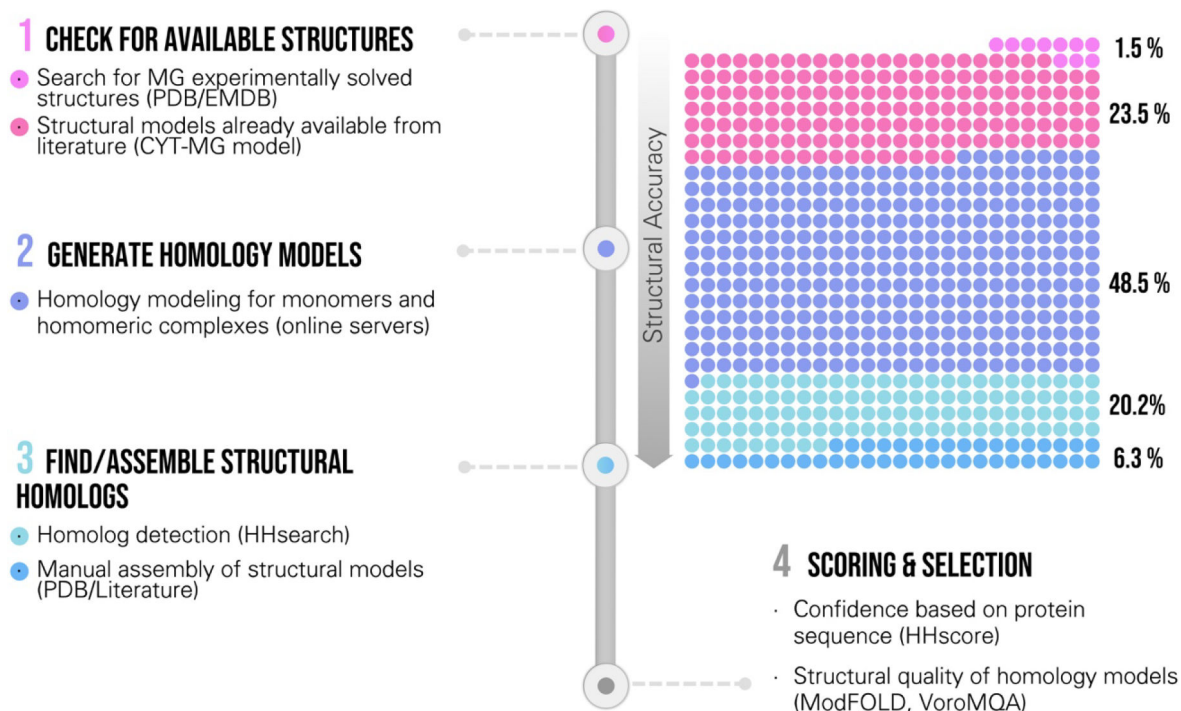 1 CHECK FOR AVAILABLE STRUCTURES
Search for MG experimentally solved
structures (PDB/EMDB)
Structural models already available from
literature (CYT-MG model)
2 GENERATE HOMOLOGY MODELS
Homology modeling for monomers and
homomeric complexes (online servers)
3 FIND/ASSEMBLE STRUCTURAL
HOMOLOGS
Homolog detection (HHsearch)
Manual assembly of structural models
(PDB/Literature)
Structural Accuracy
1.5 %
23.5 %
48.5 %
20.2%
6.3 %
4 SCORING & SELECTION
· Confidence based on protein
sequence (HHscore)
· Structural quality of homology models
(ModFOLD, VoroMQA)